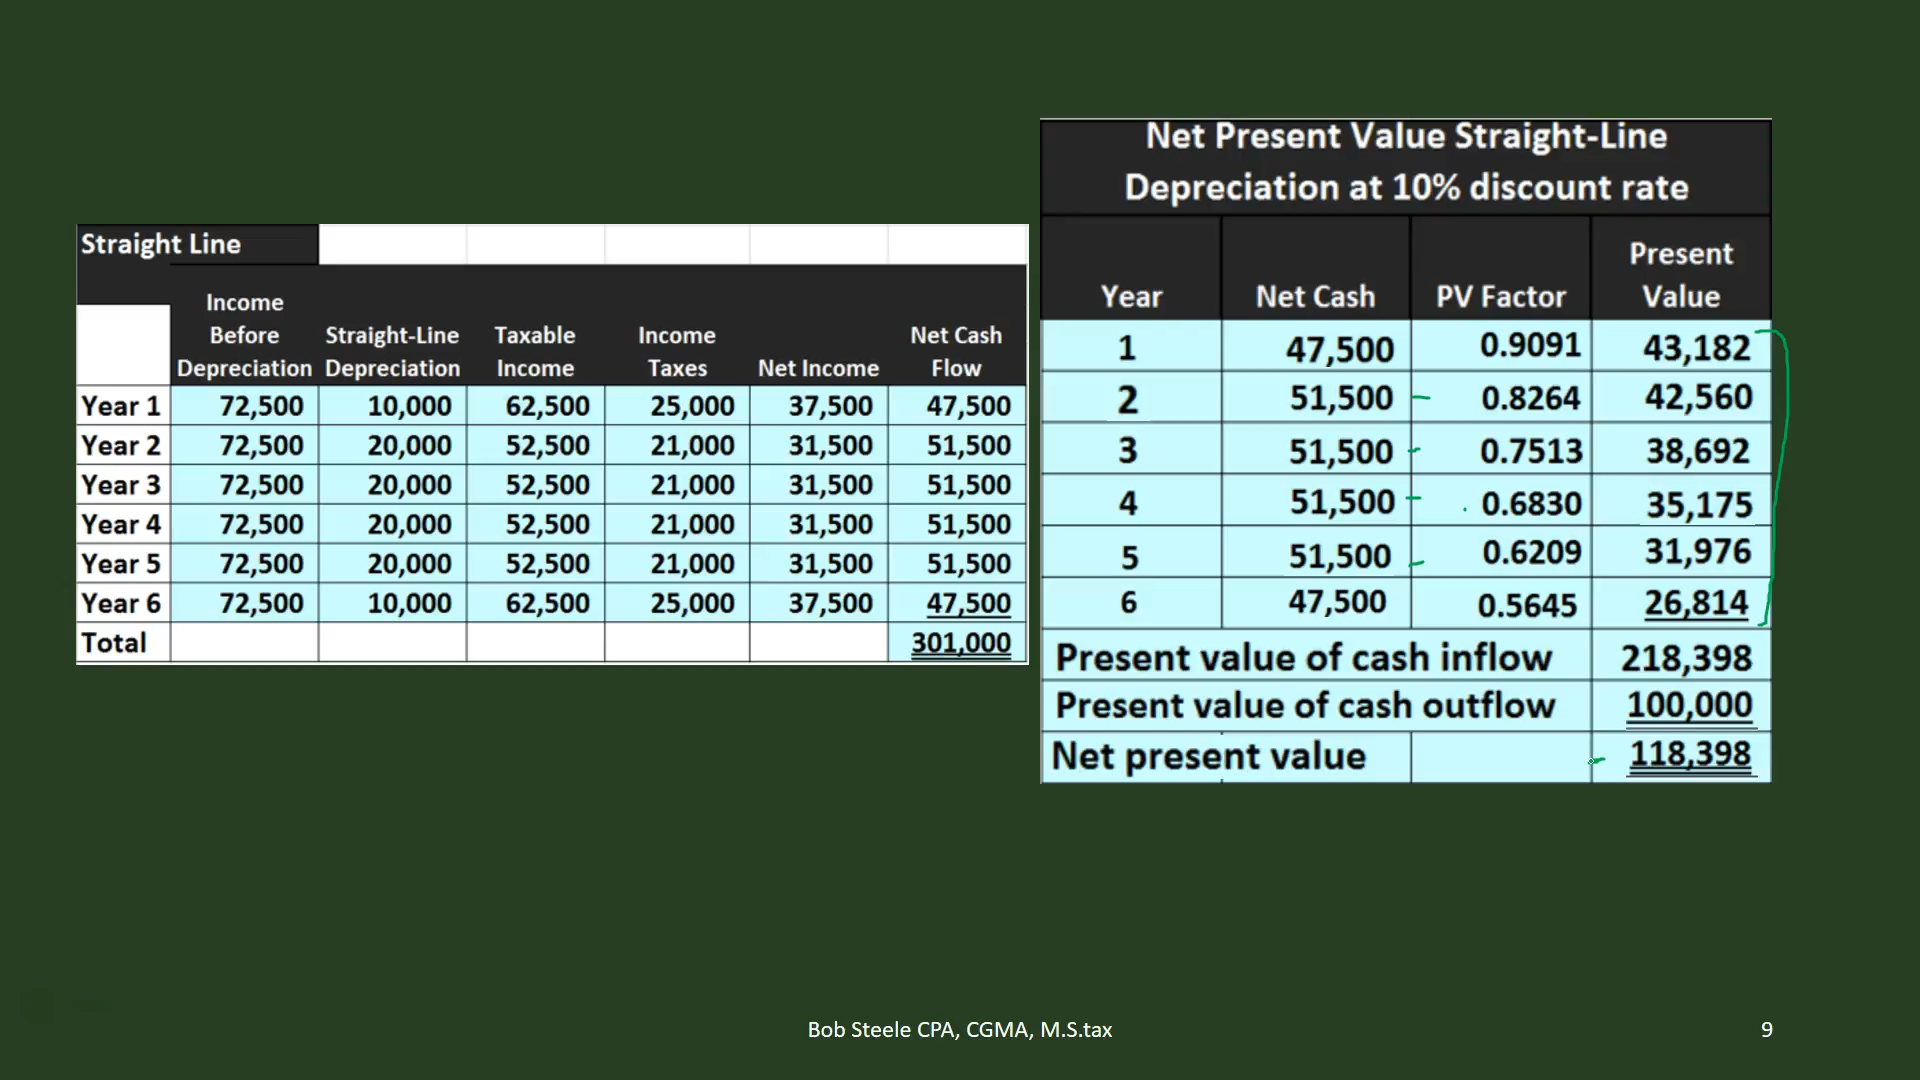 Straight Line
Income Before Depreciation Straight-Line Depreciation Taxable Income Income Taxes Net Income Net Cash Flow
Year 1 72,500 10,000 62,500 25,000 37,500 47,500
Year 2 72,500 20,000 52,500 21,000 31,500 51,500
Year 3 72,500 20,000 52,500 21,000 31,500 51,500
Year 4 72,500 20,000 52,500 21,000 31,500 51,500
Year 5 72,500 20,000 52,500 21,000 31,500 51,500
Year 6 72,500 10,000 62,500 25,000 37,500 47,500
Total 301,000
Net Present Value Straight-Line
Depreciation at 10% discount rate
Year Net Cash PV Factor Present Value
1 47,500 0.9091 43,182
2 51,500 0.8264 42,560
3 51,500 0.7513 38,692
4 51,500 0.6830 35,175
5 51,500 0.6209 31,976
6 47,500 0.5645 26,814
Present value of cash inflow 218,398
Present value of cash outflow 100,000
Net present value 118,398
Bob Steele CPA, CGMA, M.S.tax
9